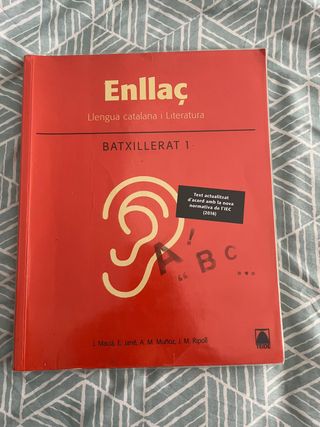 Enllaç
Llengua catalana i Literatura
BATXILLERAT 1
Text actualitzat
d'acord amb la nova
normativa de l'IEC
(2016)
A!
" B C ...
J. Macià, E. Jané, A. M. Muñoz, J. M. Ripoll
TEIDE